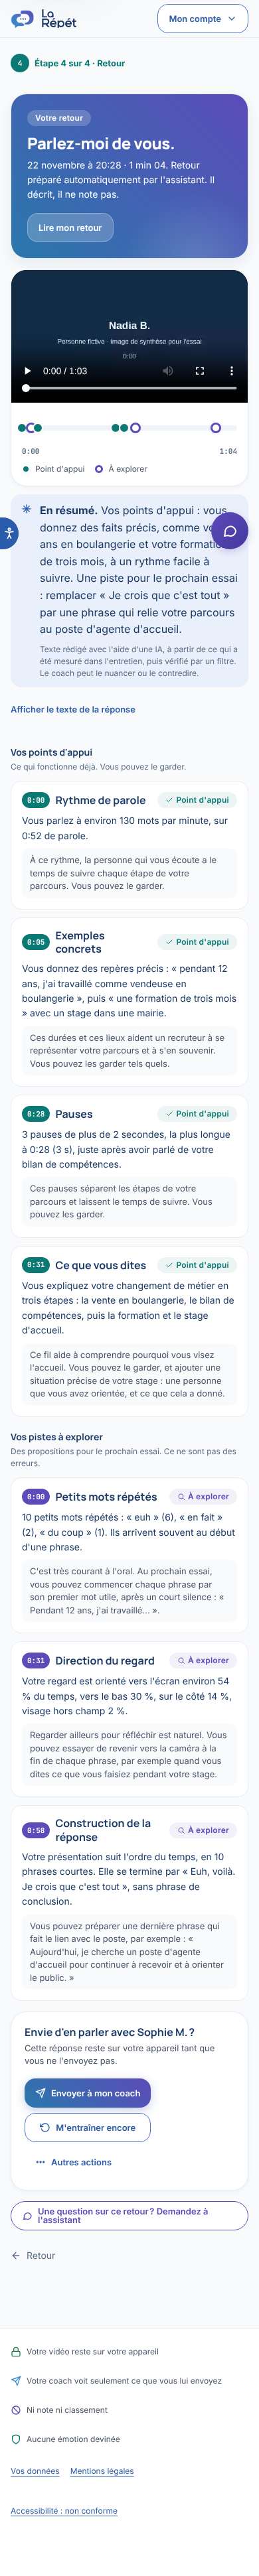 La Répét
Mon compte
4 Étape 4 sur 4 · Retour
Votre retour
Parlez-moi de vous.
22 novembre à 20:28 · 1 min 04. Retour
préparé automatiquement par l'assistant. Il
décrit, il ne note pas.
Lire mon retour
Nadia B.
Personne fictive · image de synthèse pour l'essai
0:00
0:00 / 1:03
0:00 1:04
Point d'appui À explorer
En résumé. Vos points d'appui : vous
donnez des faits précis, comme vos
ans en boulangerie et votre formation
de trois mois, à un rythme facile à
suivre. Une piste pour le prochain essai
: remplacer « Je crois que c'est tout »
par une phrase qui relie votre parcours
au poste d'agente d'accueil.
Texte rédigé avec l'aide d'une IA, à partir de ce qui a
été mesuré dans l'entretien, puis vérifié par un filtre.
Le coach peut le nuancer ou le contredire.
Afficher le texte de la réponse
Vos points d'appui
Ce qui fonctionne déjà. Vous pouvez le garder.
0:00 Rythme de parole Point d'appui
Vous parlez à environ 130 mots par minute, sur
0:52 de parole.
À ce rythme, la personne qui vous écoute a le
temps de suivre chaque étape de votre
parcours. Vous pouvez le garder.
0:05 Exemples concrets Point d'appui
Vous donnez des repères précis : « pendant 12
ans, j'ai travaillé comme vendeuse en
boulangerie », puis « une formation de trois mois
» avec un stage dans une mairie.
Ces durées et ces lieux aident un recruteur à se
représenter votre parcours et à s'en souvenir.
Vous pouvez les garder tels quels.
0:28 Pauses Point d'appui
3 pauses de plus de 2 secondes, la plus longue
à 0:28 (3 s), juste après avoir parlé de votre
bilan de compétences.
Ces pauses séparent les étapes de votre
parcours et laissent le temps de suivre. Vous
pouvez les garder.
0:31 Ce que vous dites Point d'appui
Vous expliquez votre changement de métier en
trois étapes : la vente en boulangerie, le bilan de
compétences, puis la formation et le stage
d'accueil.
Ce fil aide à comprendre pourquoi vous visez
l'accueil. Vous pouvez le garder, et ajouter une
situation précise de votre stage : une personne
que vous avez orientée, et ce que cela a donné.
Vos pistes à explorer
Des propositions pour le prochain essai. Ce ne sont pas des
erreurs.
0:00 Petits mots répétés À explorer
10 petits mots répétés : « euh » (6), « en fait »
(2), « du coup » (1). Ils arrivent souvent au début
d'une phrase.
C'est très courant à l'oral. Au prochain essai,
vous pouvez commencer chaque phrase par
son premier mot utile, après un court silence : «
Pendant 12 ans, j'ai travaillé... ».
0:31 Direction du regard À explorer
Votre regard est orienté vers l'écran environ 54
% du temps, vers le bas 30 %, sur le côté 14 %,
visage hors champ 2 %.
Regarder ailleurs pour réfléchir est naturel. Vous
pouvez essayer de revenir vers la caméra à la
fin de chaque phrase, par exemple quand vous
dites ce que vous faisiez pendant votre stage.
0:58 Construction de la réponse À explorer
Votre présentation suit l'ordre du temps, en 10
phrases courtes. Elle se termine par « Euh, voilà.
Je crois que c'est tout », sans phrase de
conclusion.
Vous pouvez préparer une dernière phrase qui
fait le lien avec le poste, par exemple : «
Aujourd'hui, je cherche un poste d'agente
d'accueil pour continuer à recevoir et à orienter
le public. »
Envie d'en parler avec Sophie M. ?
Cette réponse reste sur votre appareil tant que
vous ne l'envoyez pas.
Envoyer à mon coach
M'entraîner encore
Autres actions
Une question sur ce retour ? Demandez à
l'assistant
Retour
Votre vidéo reste sur votre appareil
Votre coach voit seulement ce que vous lui envoyez
Ni note ni classement
Aucune émotion devinée
Vos données Mentions légales
Accessibilité : non conforme